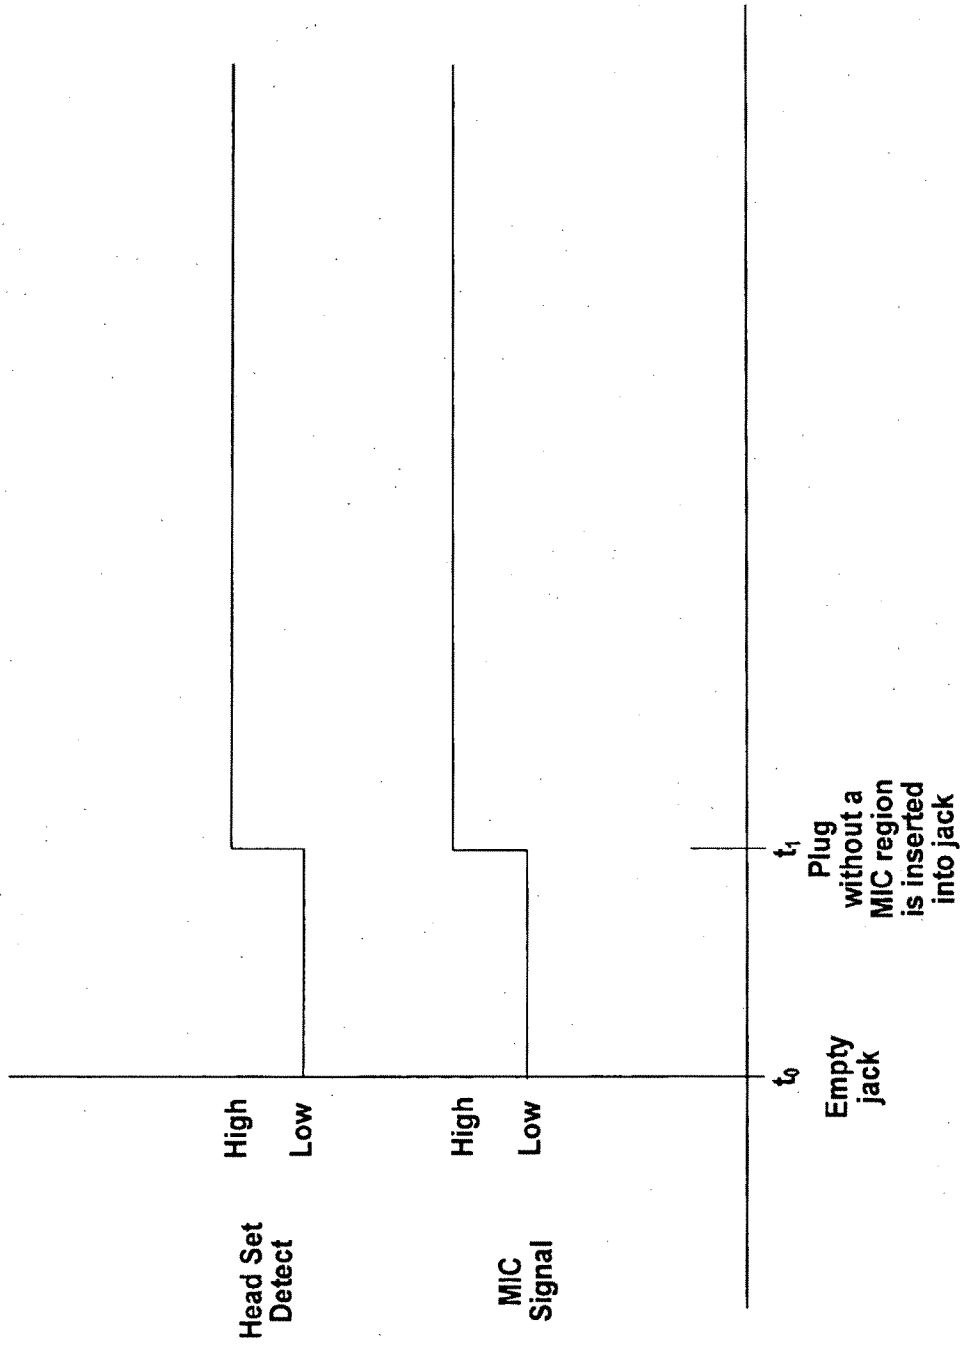 Head Set
Detect
High
Low
MIC
Signal
High
Low
t0
Empty
jack
t1
Plug
without a
MIC region
is inserted
into jack